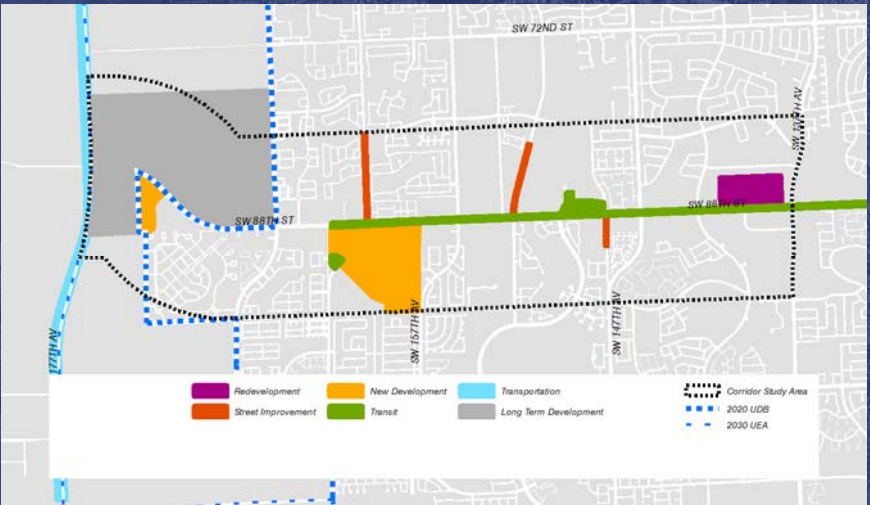 SW 72ND ST
SW 137TH AV
SW 88TH ST
SW 88TH ST
SW 157TH AV
SW 147TH AV
177TH AV
Redevelopment
New Development
Transportation
Corridor Study Area
Street Improvement
Transit
Long Term Development
2020 UDB
2030 UEA